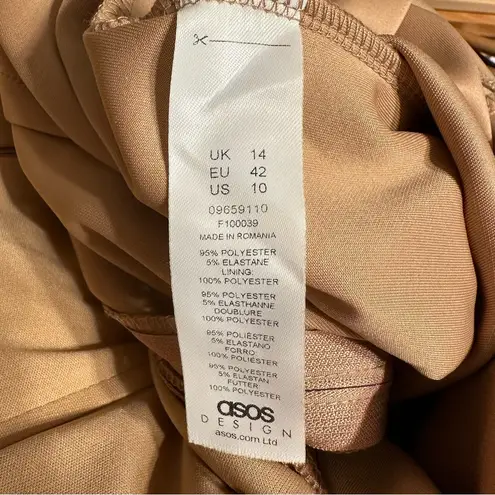 UK 14
EU 42
US 10
09659110
F100039
MADE IN ROMANIA
95% POLYESTER
5% ELASTANE
LINING:
100% POLYESTER
95% POLYESTER
5% ELASTHANNE
DOUBLURE
100% POLYESTER
95% POLIÉSTER
5% ELASTANO
FORRO
100% POLIÉSTER
95% POLYESTER
5% ELASTAN
FUTTER
100% POLYESTER
asos
DESIGN
asos.com Ltd